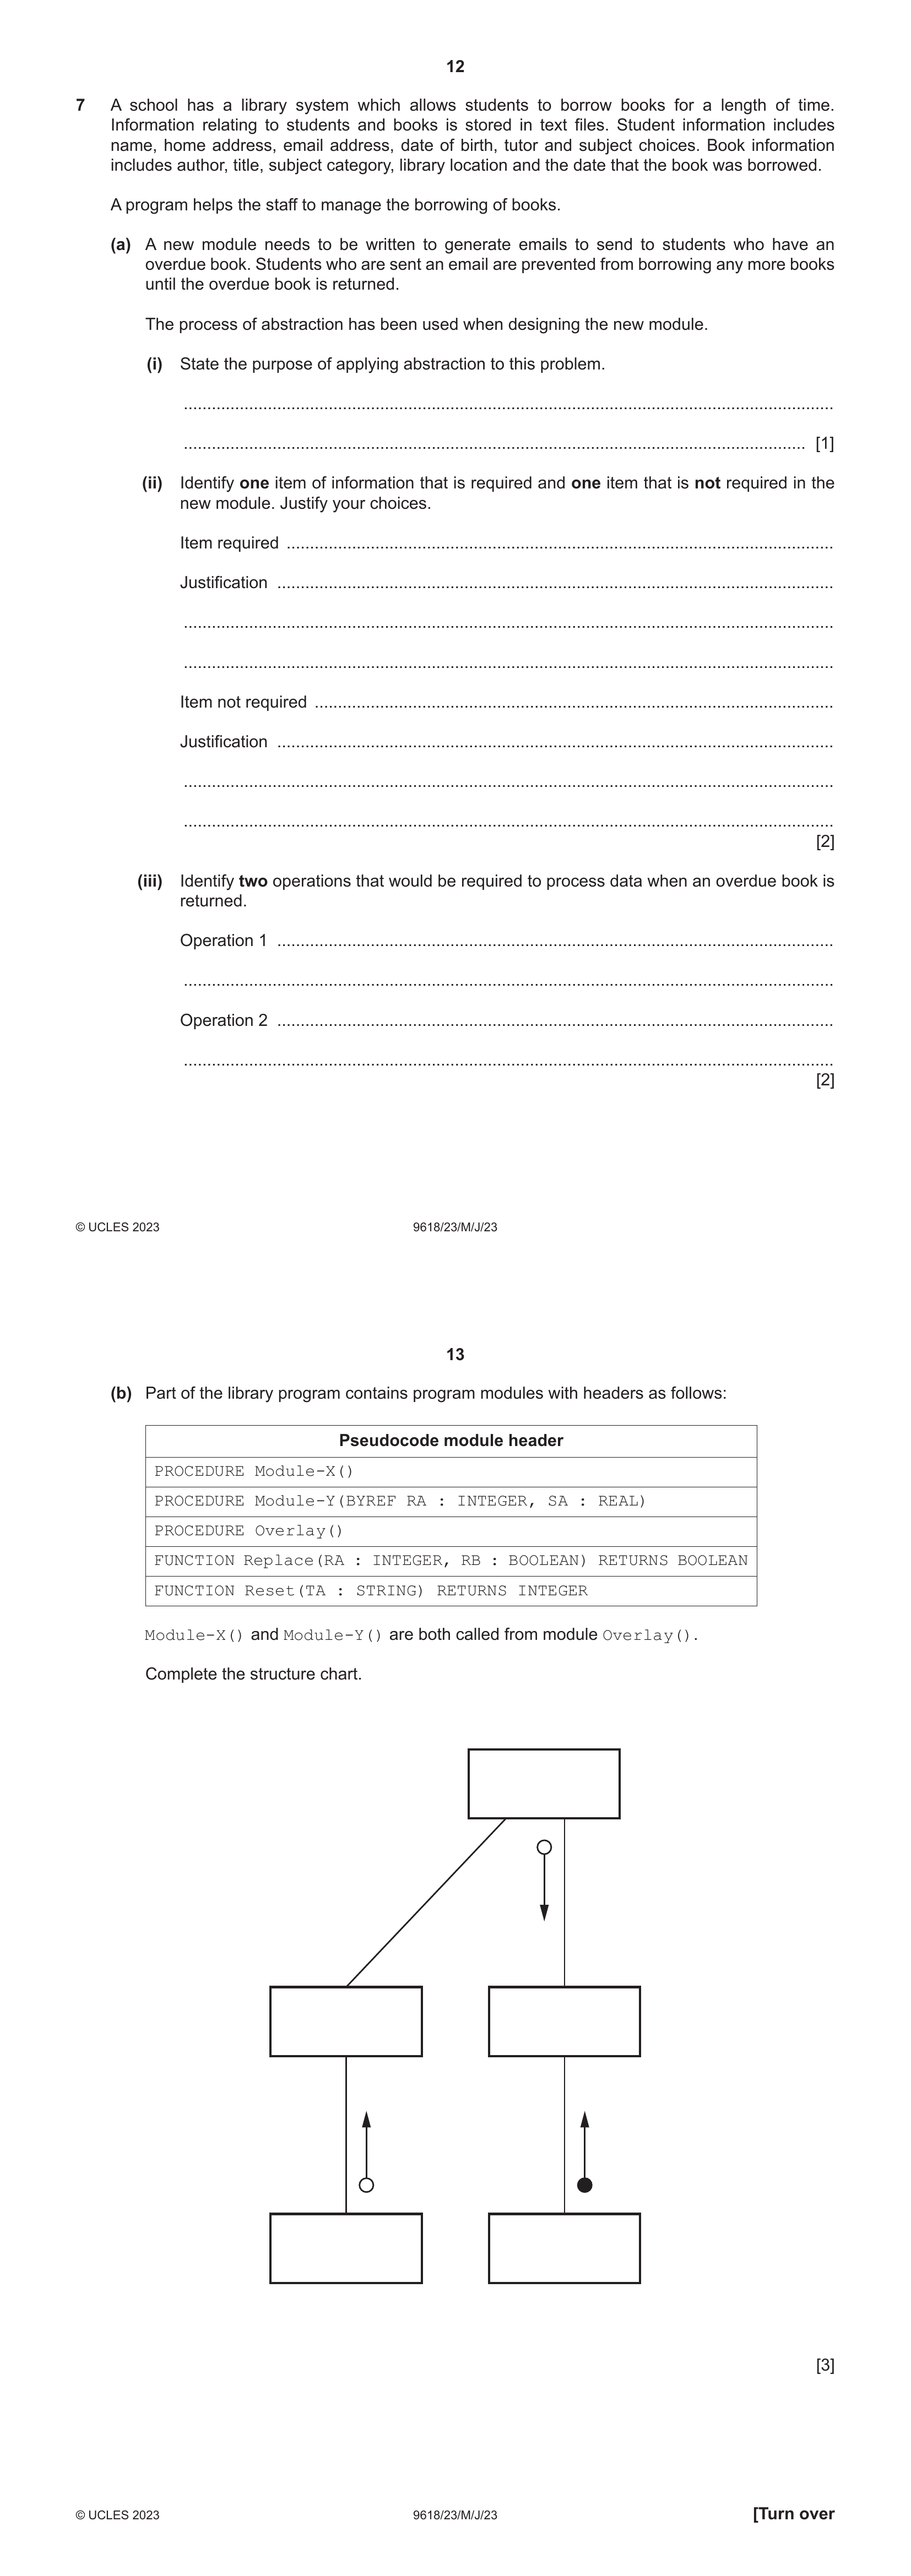 12
7 A school has a library system which allows students to borrow books for a length of time.
Information relating to students and books is stored in text files. Student information includes
name, home address, email address, date of birth, tutor and subject choices. Book information
includes author, title, subject category, library location and the date that the book was borrowed.
A program helps the staff to manage the borrowing of books.
(a) A new module needs to be written to generate emails to send to students who have an
overdue book. Students who are sent an email are prevented from borrowing any more books
until the overdue book is returned.
The process of abstraction has been used when designing the new module.
(i) State the purpose of applying abstraction to this problem.
[1]
(ii) Identify one item of information that is required and one item that is not required in the
new module. Justify your choices.
Item required
Justification
Item not required
Justification
[2]
(iii) Identify two operations that would be required to process data when an overdue book is
returned.
Operation 1
Operation 2
[2]
© UCLES 2023 9618/23/M/J/23
13
(b) Part of the library program contains program modules with headers as follows:
Pseudocode module header
PROCEDURE Module-X()
PROCEDURE Module-Y(BYREF RA : INTEGER, SA : REAL)
PROCEDURE Overlay()
FUNCTION Replace(RA : INTEGER, RB : BOOLEAN) RETURNS BOOLEAN
FUNCTION Reset(TA : STRING) RETURNS INTEGER
Module-X() and Module-Y() are both called from module Overlay().
Complete the structure chart.
[3]
© UCLES 2023 9618/23/M/J/23 [Turn over